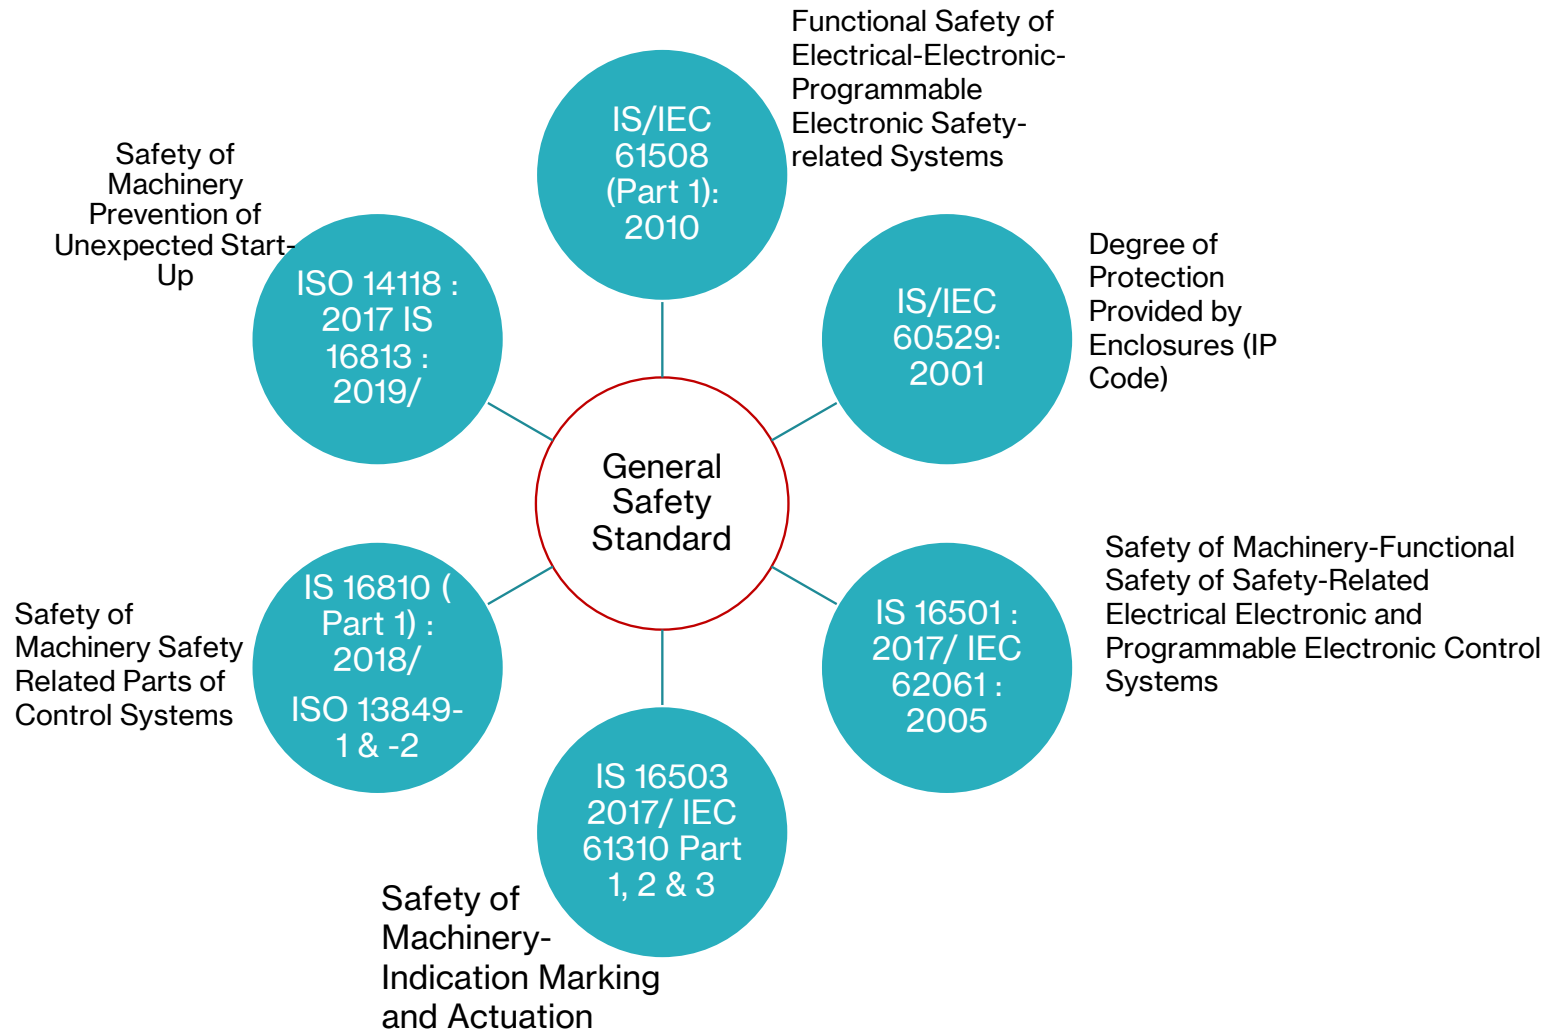 Functional Safety of
Electrical-Electronic-
Programmable
Electronic Safety-
related Systems
IS/IEC
61508
(Part 1):
2010
Safety of
Machinery
Prevention of
Unexpected Start-
Up
ISO 14118 :
2017 IS
16813 :
2019/
IS/IEC
60529:
2001
Degree of
Protection
Provided by
Enclosures (IP
Code)
General
Safety
Standard
Safety of
Machinery Safety
Related Parts of
Control Systems
IS 16810 (
Part 1) :
2018/
ISO 13849-
1 & -2
IS 16501 :
2017/ IEC
62061 :
2005
Safety of Machinery-Functional
Safety of Safety-Related
Electrical Electronic and
Programmable Electronic Control
Systems
IS 16503
2017/ IEC
61310 Part
1, 2 & 3
Safety of
Machinery-
Indication Marking
and Actuation